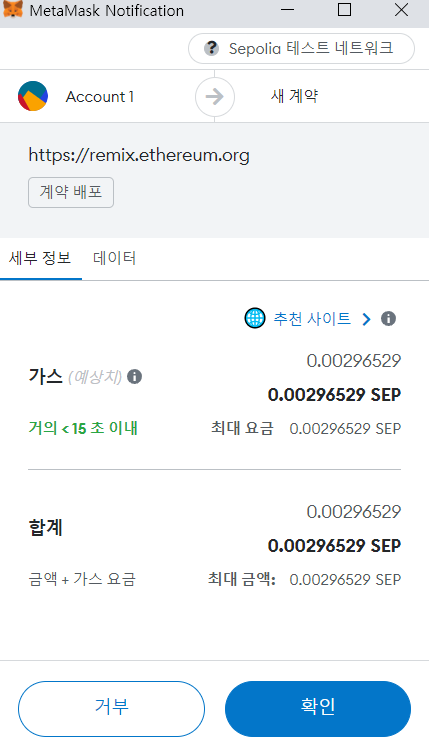 MetaMask Notification
Sepolia 테스트 네트워크
Account 1
새 계약
https://remix.ethereum.org
계약 배포
세부 정보 데이터
추천 사이트
0.00296529
가스 (예상치)
0.00296529 SEP
거의 < 15 초 이내 최대 요금 0.00296529 SEP
0.00296529
합계
0.00296529 SEP
금액 + 가스 요금 최대 금액: 0.00296529 SEP
거부 확인